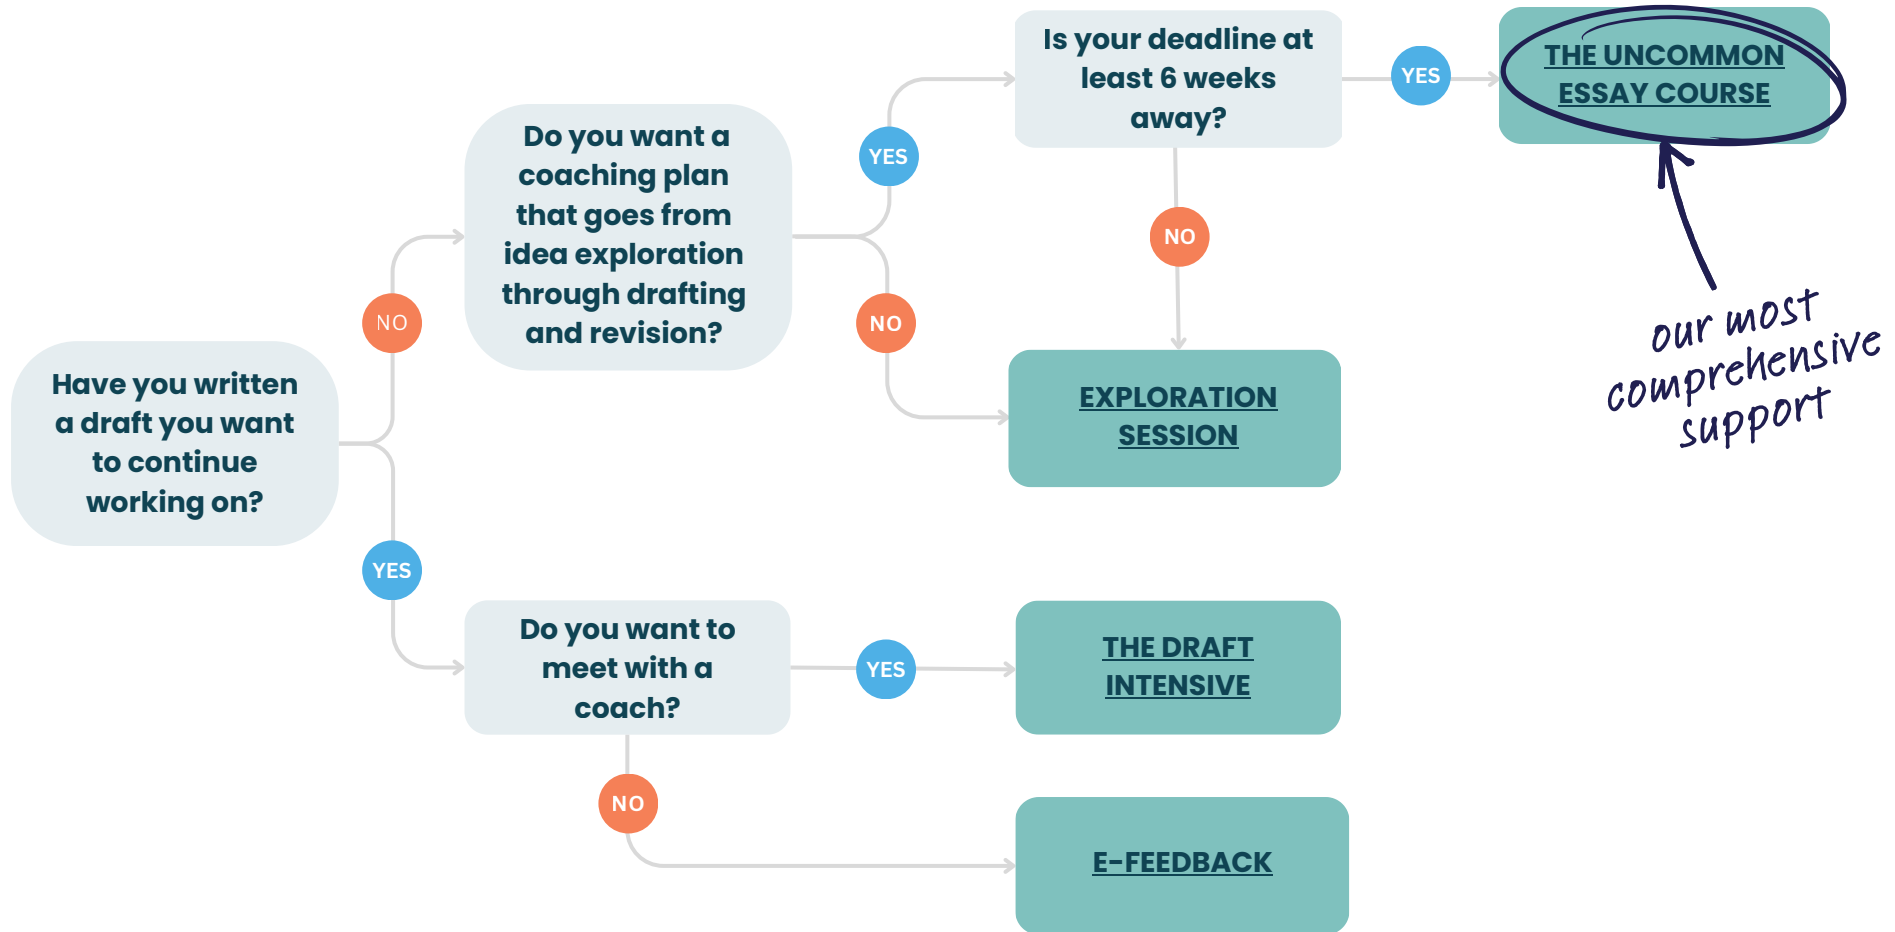 Have you written
a draft you want
to continue
working on?
NO
YES
Do you want a
coaching plan
that goes from
idea exploration
through drafting
and revision?
YES
NO
Is your deadline at
least 6 weeks
away?
YES
NO
THE UNCOMMON
ESSAY COURSE
our most
comprehensive
support
EXPLORATION
SESSION
Do you want to
meet with a
coach?
YES
NO
THE DRAFT
INTENSIVE
E-FEEDBACK